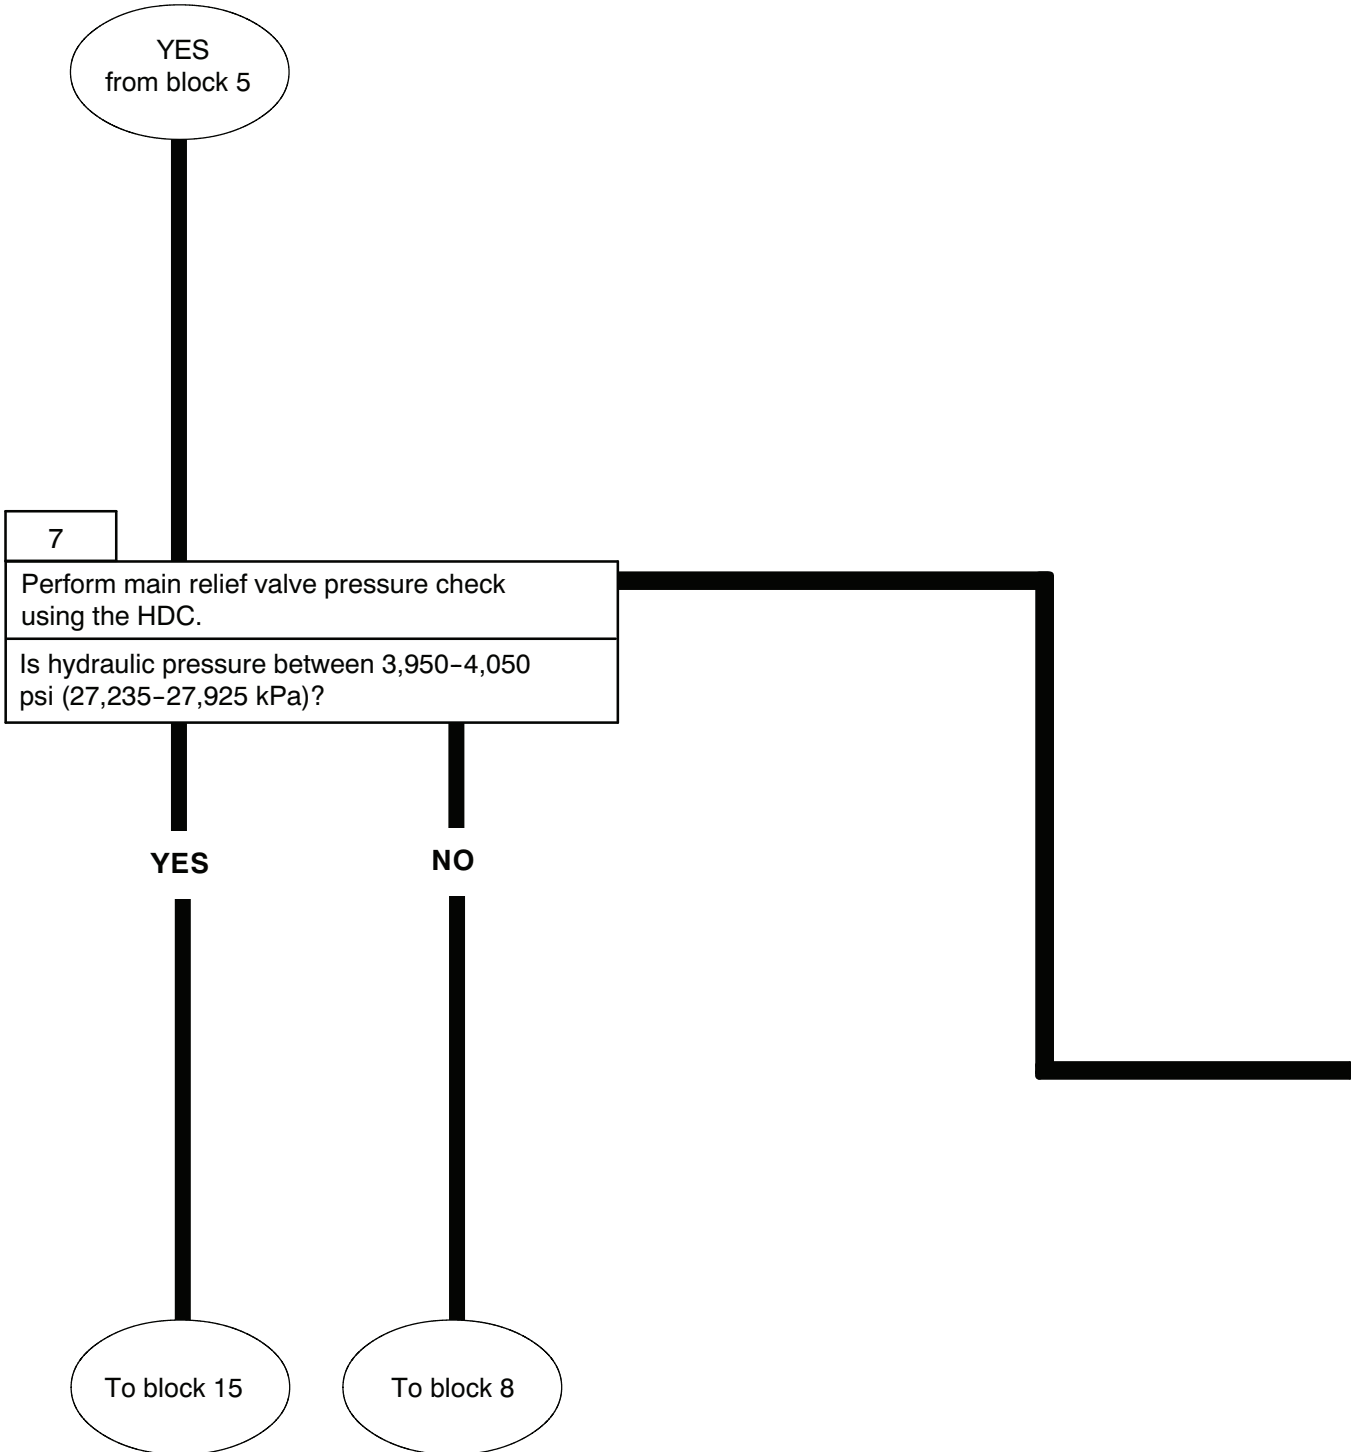 YES
from block 5
7
Perform main relief valve pressure check
using the HDC.
Is hydraulic pressure between 3,950-4,050
psi (27,235-27,925 kPa)?
YES
NO
To block 15
To block 8